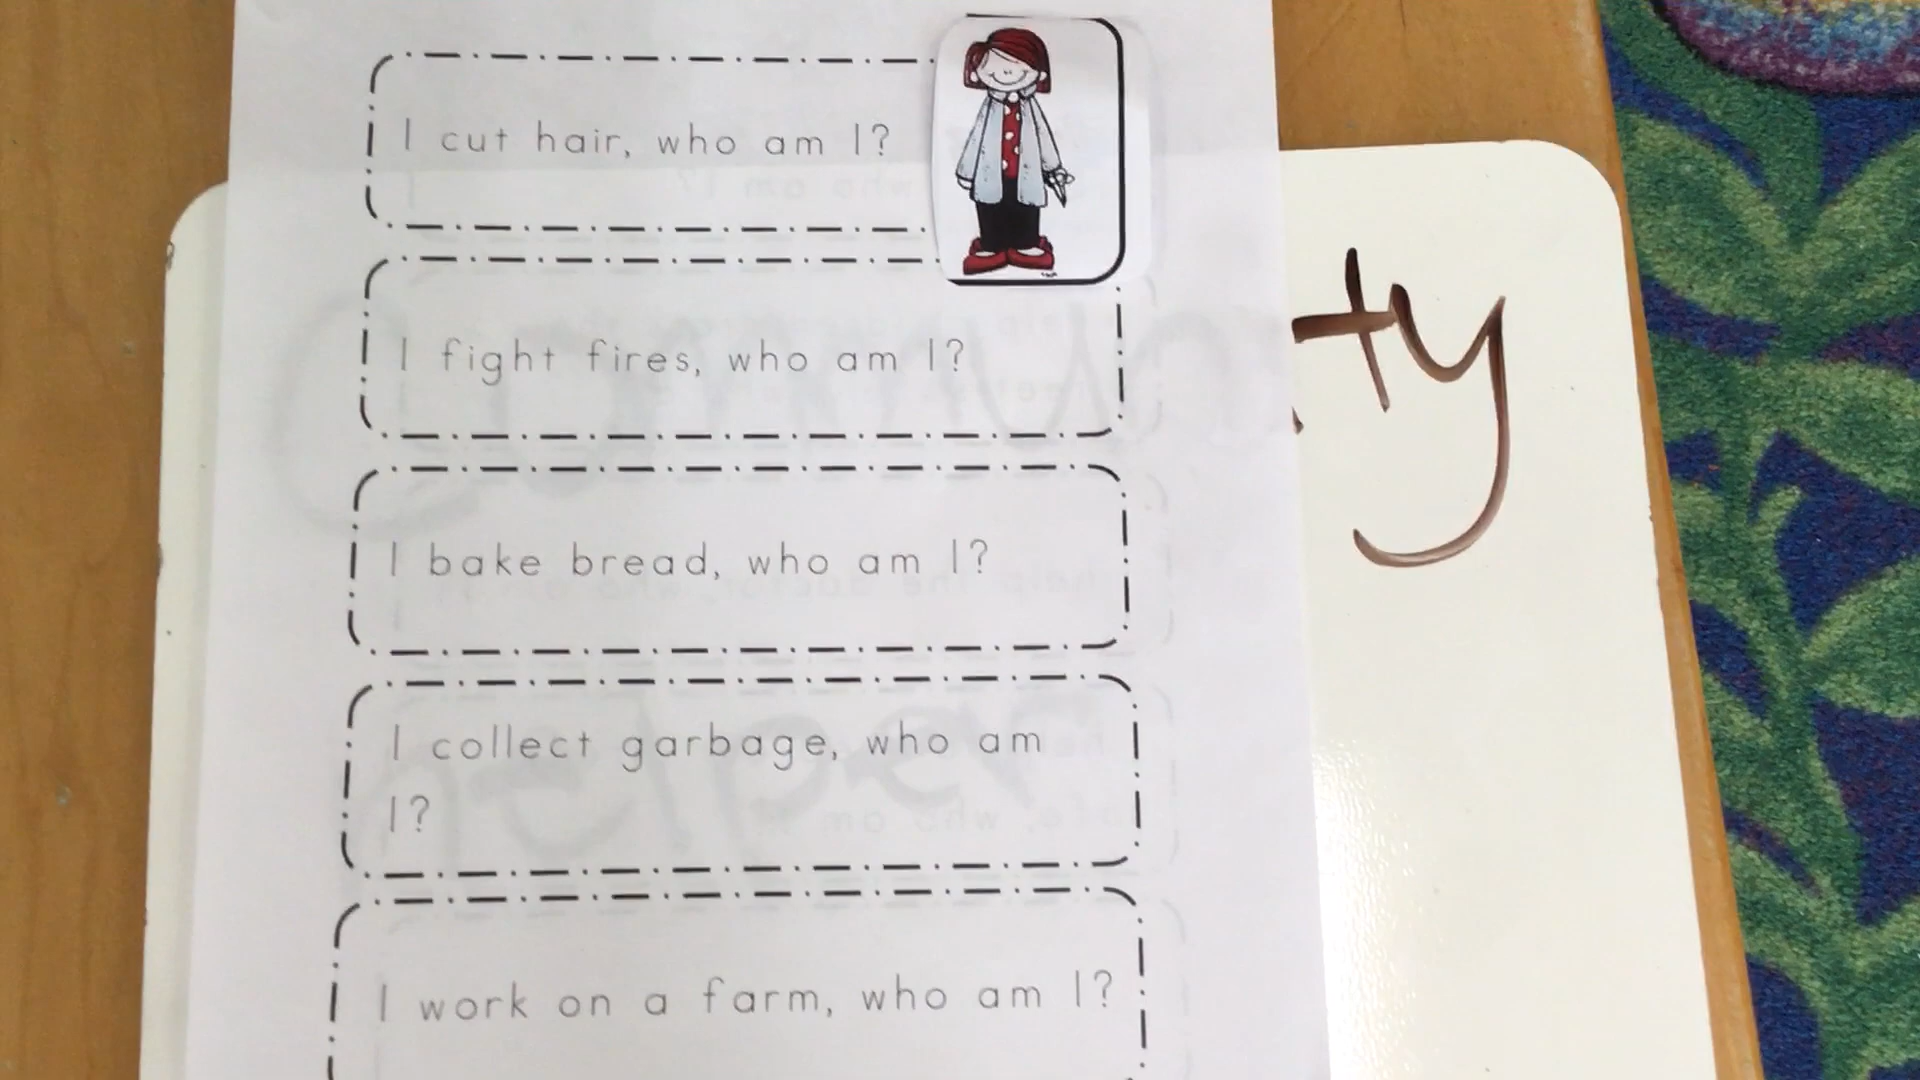 I cut hair, who am I?
I fight fires, who am I?
I bake bread, who am I?
I collect garbage, who am
I?
I work on a farm, who am I?
ty